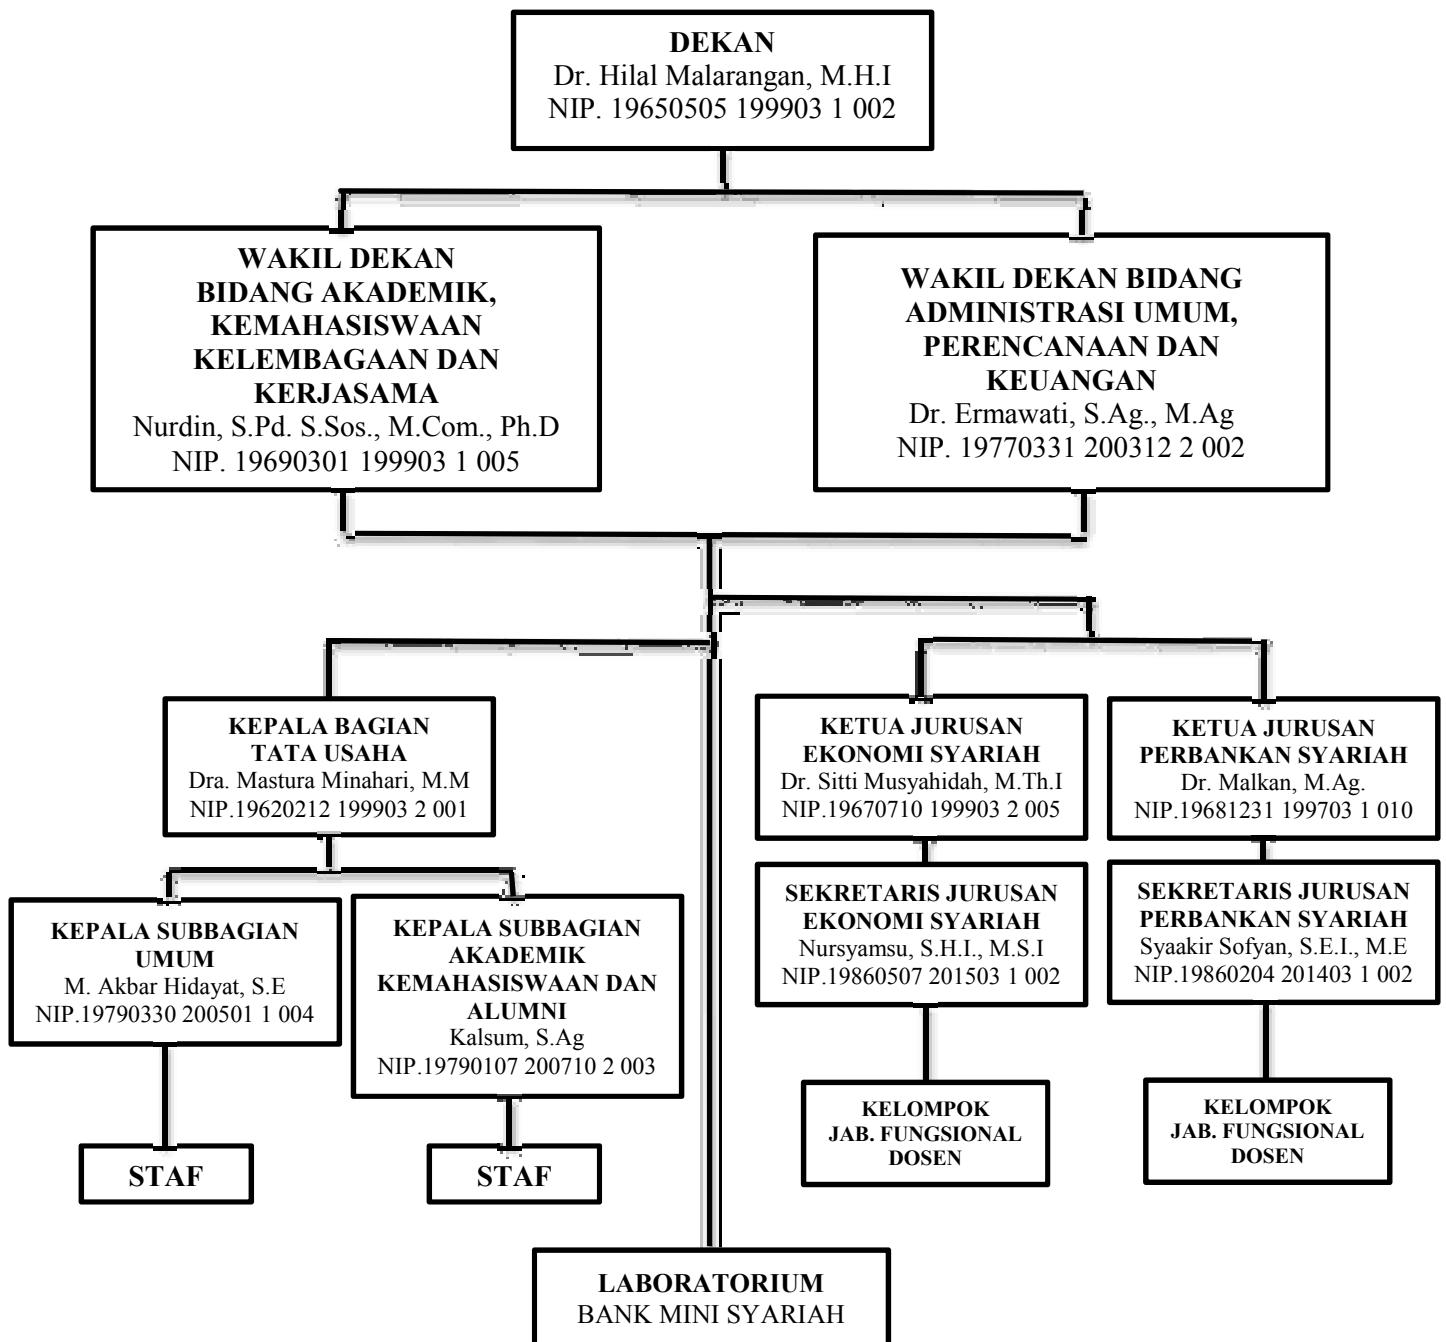 DEKAN
Dr. Hilal Malarangan, M.H.I
NIP. 19650505 199903 1 002
WAKIL DEKAN
BIDANG AKADEMIK,
KEMAHASISWAAN
KELEMBAGAAN DAN
KERJASAMA
Nurdin, S.Pd. S.Sos., M.Com., Ph.D
NIP. 19690301 199903 1 005
WAKIL DEKAN BIDANG
ADMINISTRASI UMUM,
PERENCANAAN DAN
KEUANGAN
Dr. Ermawati, S.Ag., M.Ag
NIP. 19770331 200312 2 002
KEPALA BAGIAN
TATA USAHA
Dra. Mastura Minahari, M.M
NIP.19620212 199903 2 001
KETUA JURUSAN
EKONOMI SYARIAH
Dr. Sitti Musyahidah, M.Th.I
NIP.19670710 199903 2 005
KETUA JURUSAN
PERBANKAN SYARIAH
Dr. Malkan, M.Ag.
NIP.19681231 199703 1 010
KEPALA SUBBAGIAN
UMUM
M. Akbar Hidayat, S.E
NIP.19790330 200501 1 004
KEPALA SUBBAGIAN
AKADEMIK
KEMAHASISWAAN DAN
ALUMNI
Kalsum, S.Ag
NIP.19790107 200710 2 003
SEKRETARIS JURUSAN
EKONOMI SYARIAH
Nursyamsu, S.H.I., M.S.I
NIP.19860507 201503 1 002
SEKRETARIS JURUSAN
PERBANKAN SYARIAH
Syaakir Sofyan, S.E.I., M.E
NIP.19860204 201403 1 002
STAF
STAF
KELOMPOK
JAB. FUNGSIONAL
DOSEN
KELOMPOK
JAB. FUNGSIONAL
DOSEN
LABORATORIUM
BANK MINI SYARIAH